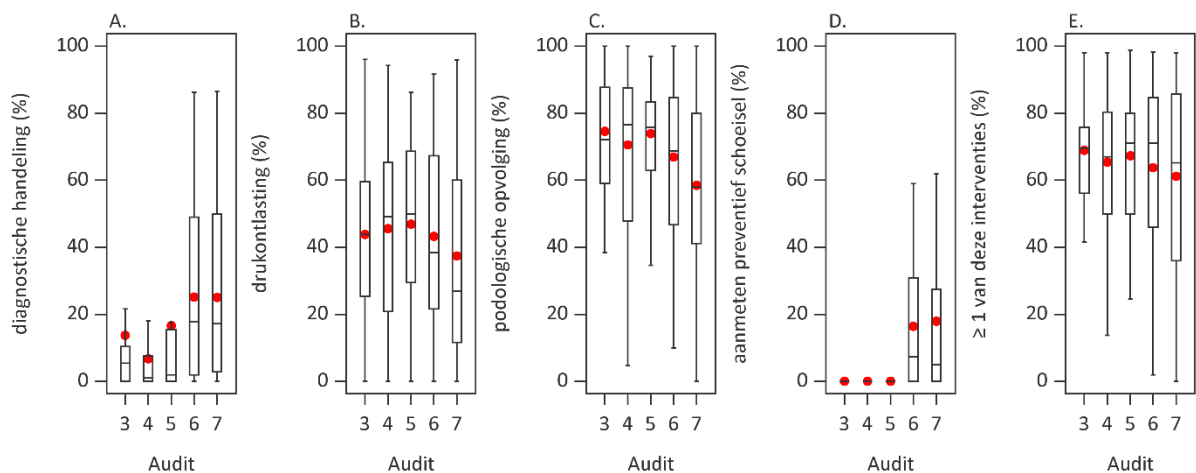 A.
diagnostische handeling (%)
100
80
60
40
20
0
3 4 5 6 7
Audit
B.
drukontlasting (%)
100
80
60
40
20
0
3 4 5 6 7
Audit
C.
podologische opvolging (%)
100
80
60
40
20
0
3 4 5 6 7
Audit
D.
aanmeten preventief schoeisel (%)
100
80
60
40
20
0
3 4 5 6 7
Audit
E.
≥ 1 van deze interventies (%)
100
80
60
40
20
0
3 4 5 6 7
Audit